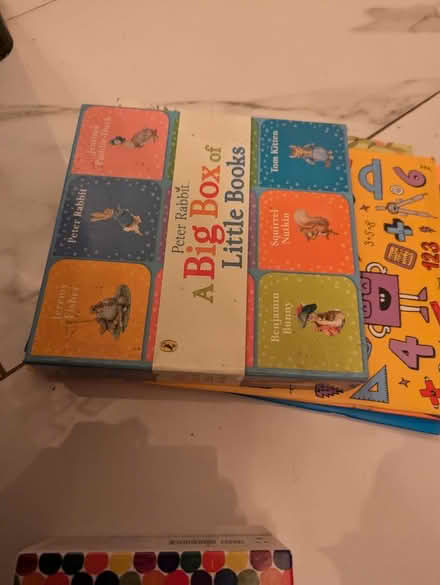 Peter Rabbit
A Big Box of
Little Books
Jemima
Puddle-Duck
Peter Rabbit
Jeremy
Fisher
Tom Kitten
Squirrel
Nutkin
Benjamin
Bunny
6
123
4